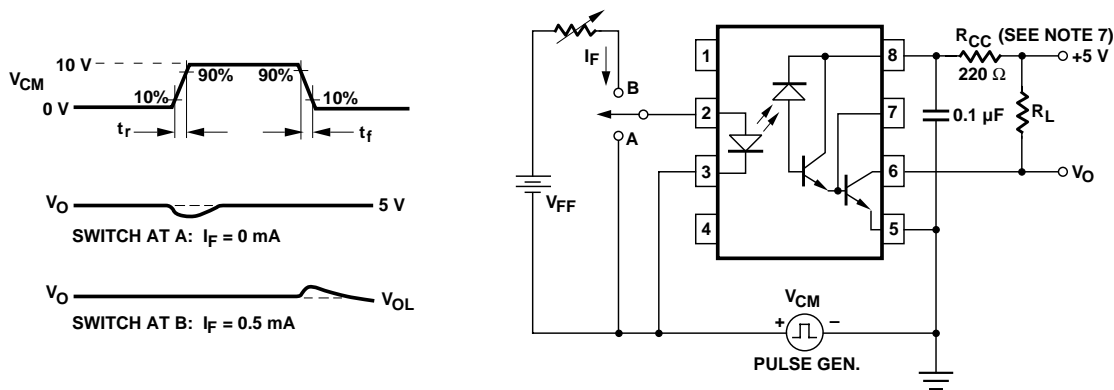 10 V
V_CM
90%
90%
10%
10%
0 V
t_r
t_f
V_O
5 V
SWITCH AT A: I_F = 0 mA
V_O
V_OL
SWITCH AT B: I_F = 0.5 mA
I_F
B
A
V_FF
1
2
3
4
8
7
6
5
R_CC (SEE NOTE 7)
220 Ω
+5 V
0.1 µF
R_L
V_O
V_CM
+
–
PULSE GEN.